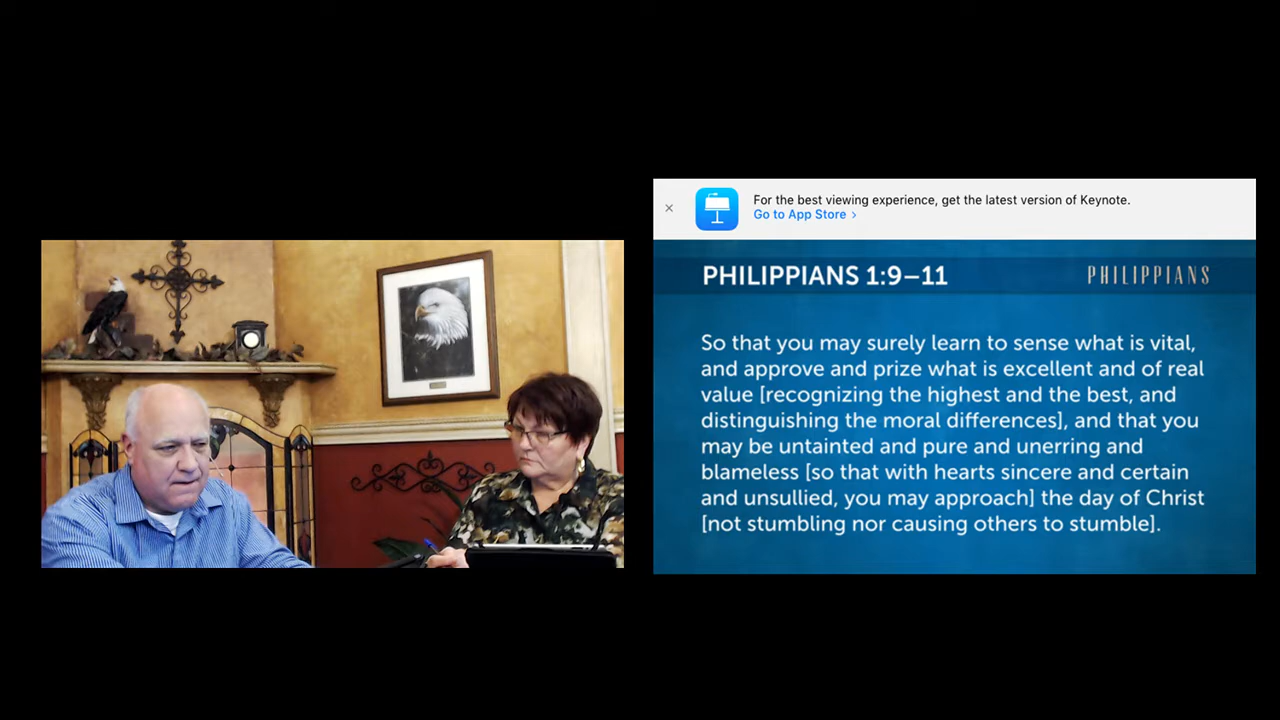 For the best viewing experience, get the latest version of Keynote.
Go to App Store ›
PHILIPPIANS 1:9–11
PHILIPPIANS
So that you may surely learn to sense what is vital,
and approve and prize what is excellent and of real
value [recognizing the highest and the best, and
distinguishing the moral differences], and that you
may be untainted and pure and unerring and
blameless [so that with hearts sincere and certain
and unsullied, you may approach] the day of Christ
[not stumbling nor causing others to stumble].